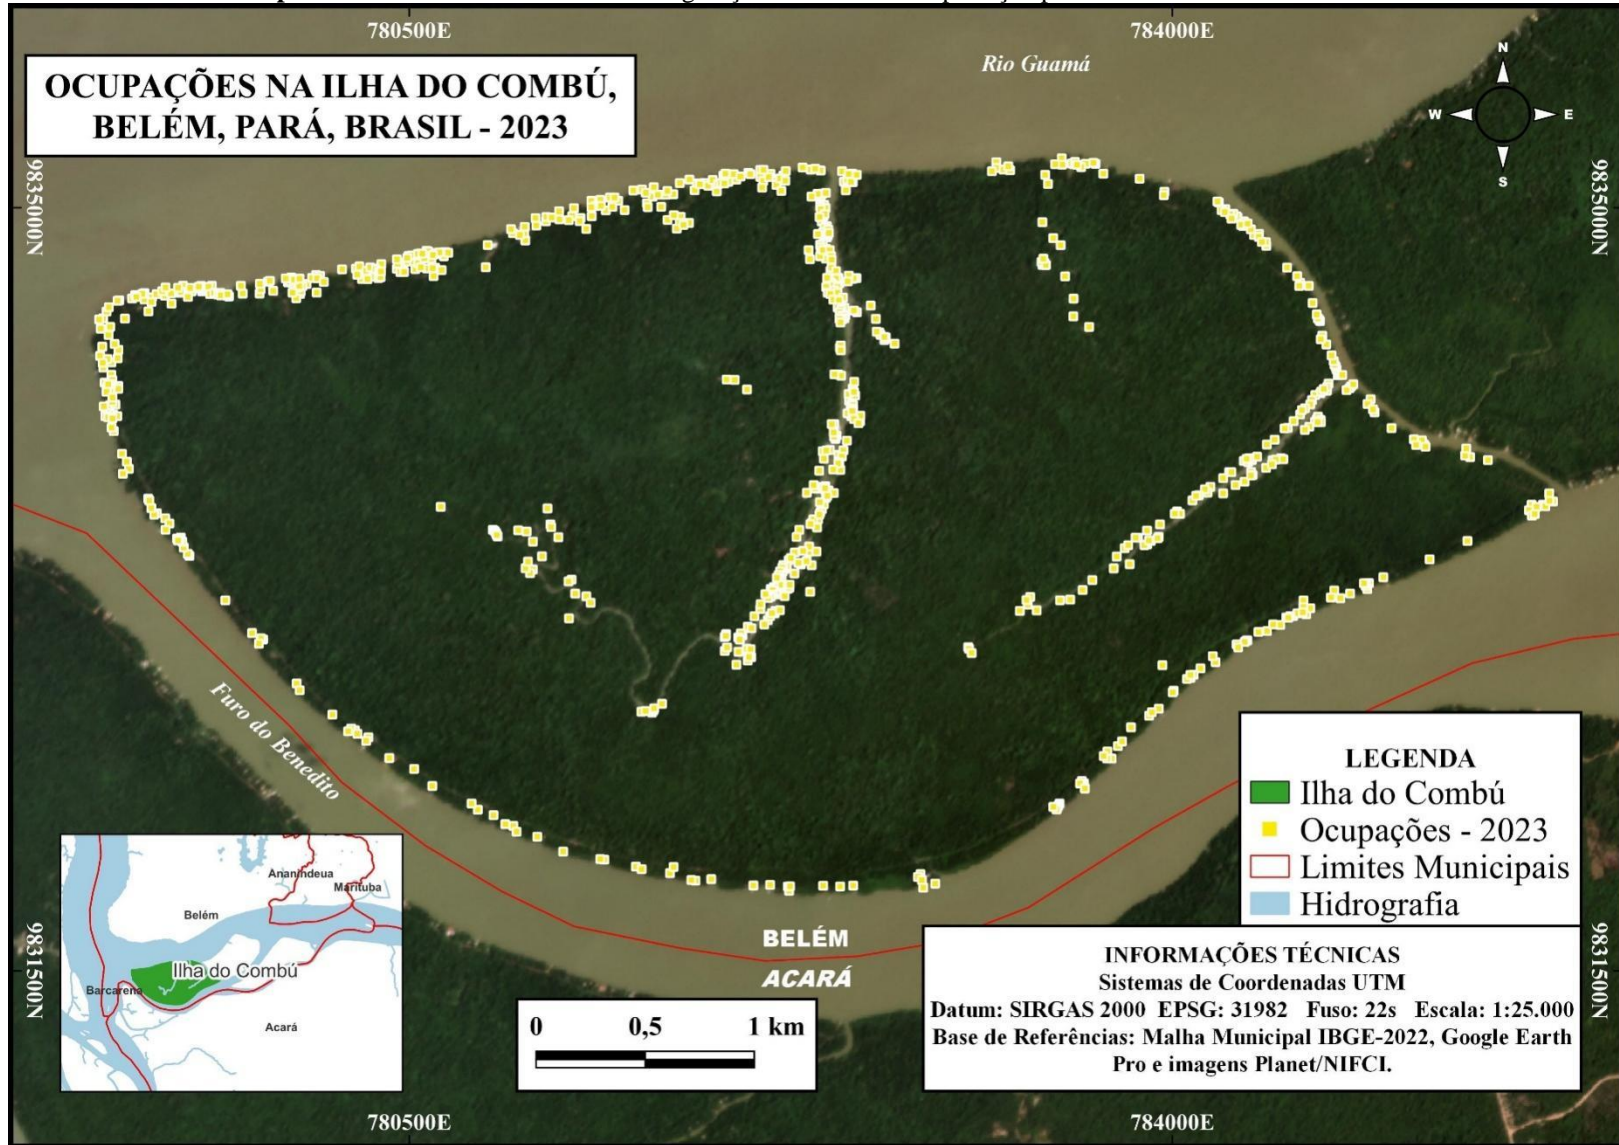 780500E
784000E
Rio Guamá
OCUPAÇÕES NA ILHA DO COMBÚ,
BELÉM, PARÁ, BRASIL - 2023
N
W
E
S
9835000N
9835000N
Furo do Benedito
LEGENDA
Ilha do Combú
Ocupações - 2023
Limites Municipais
Hidrografia
Ananindeua
Marituba
Belém
Ilha do Combú
Barcarena
Acará
BELÉM
ACARÁ
0 0,5 1 km
INFORMAÇÕES TÉCNICAS
Sistemas de Coordenadas UTM
Datum: SIRGAS 2000 EPSG: 31982 Fuso: 22s Escala: 1:25.000
Base de Referências: Malha Municipal IBGE-2022, Google Earth
Pro e imagens Planet/NIFCI.
9831500N
9831500N
780500E
784000E